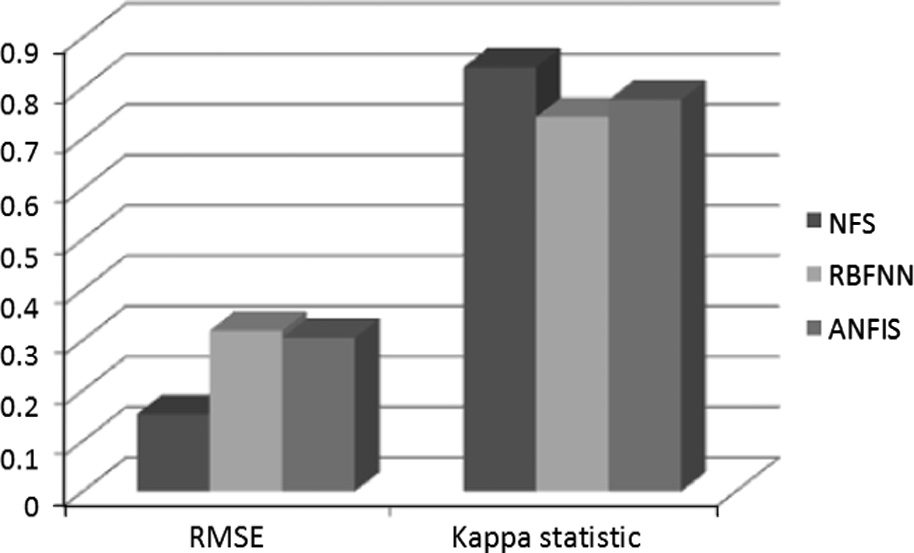 0.9
0.8
0.7
0.6
0.5
0.4
0.3
0.2
0.1
0
RMSE
Kappa statistic
NFS
RBFNN
ANFIS